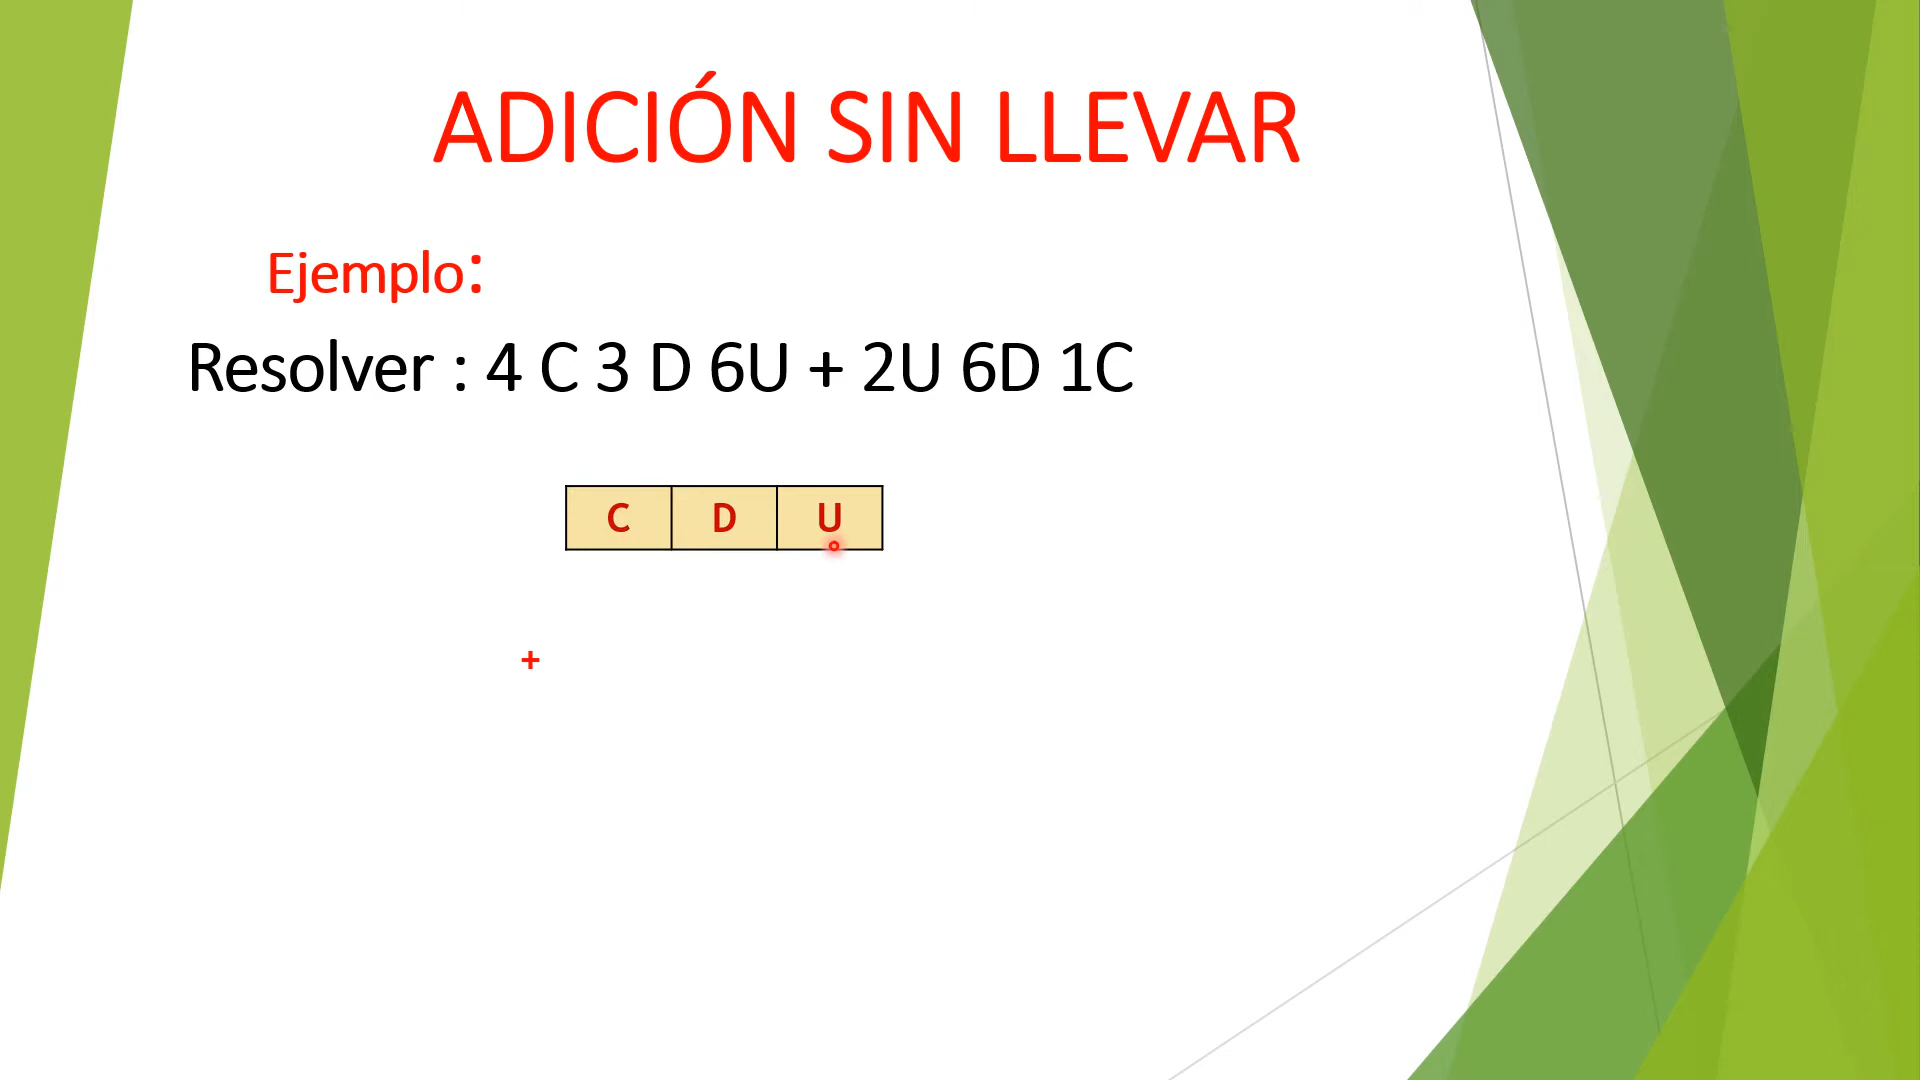 ADICIÓN SIN LLEVAR
Ejemplo:
Resolver : 4 C 3 D 6U + 2U 6D 1C
C D U
+